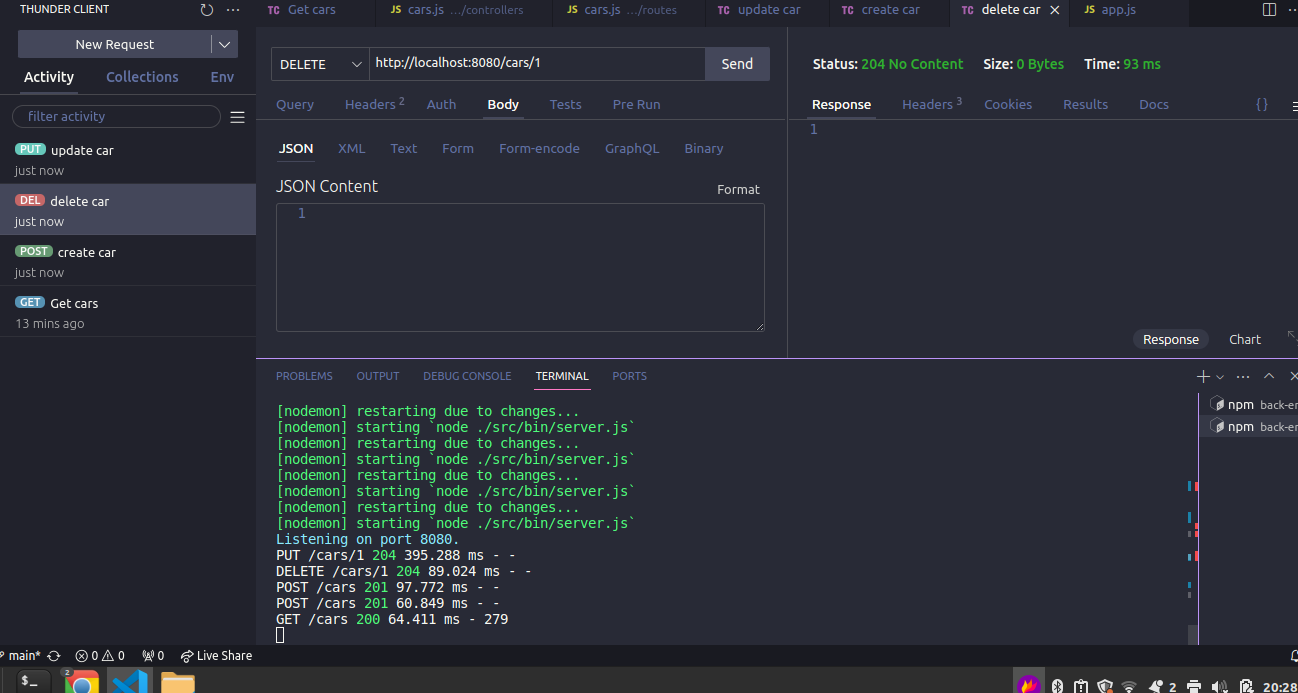 THUNDER CLIENT
TC Get cars
JS cars.js .../controllers
JS cars.js .../routes
TC update car
TC create car
TC delete car
JS app.js
New Request
Activity Collections Env
filter activity
PUT update car
just now
DEL delete car
just now
POST create car
just now
GET Get cars
13 mins ago
DELETE http://localhost:8080/cars/1 Send
Query Headers 2 Auth Body Tests Pre Run
JSON XML Text Form Form-encode GraphQL Binary
JSON Content Format
1
Status: 204 No Content Size: 0 Bytes Time: 93 ms
Response Headers 3 Cookies Results Docs { }
1
Response Chart
PROBLEMS OUTPUT DEBUG CONSOLE TERMINAL PORTS
[nodemon] restarting due to changes...
[nodemon] starting `node ./src/bin/server.js`
[nodemon] restarting due to changes...
[nodemon] starting `node ./src/bin/server.js`
[nodemon] restarting due to changes...
[nodemon] starting `node ./src/bin/server.js`
[nodemon] restarting due to changes...
[nodemon] starting `node ./src/bin/server.js`
Listening on port 8080.
PUT /cars/1 204 395.288 ms - -
DELETE /cars/1 204 89.024 ms - -
POST /cars 201 97.772 ms - -
POST /cars 201 60.849 ms - -
GET /cars 200 64.411 ms - 279
npm back-en
npm back-en
main* 0 0 0 Live Share
$_ 2 2 20:28